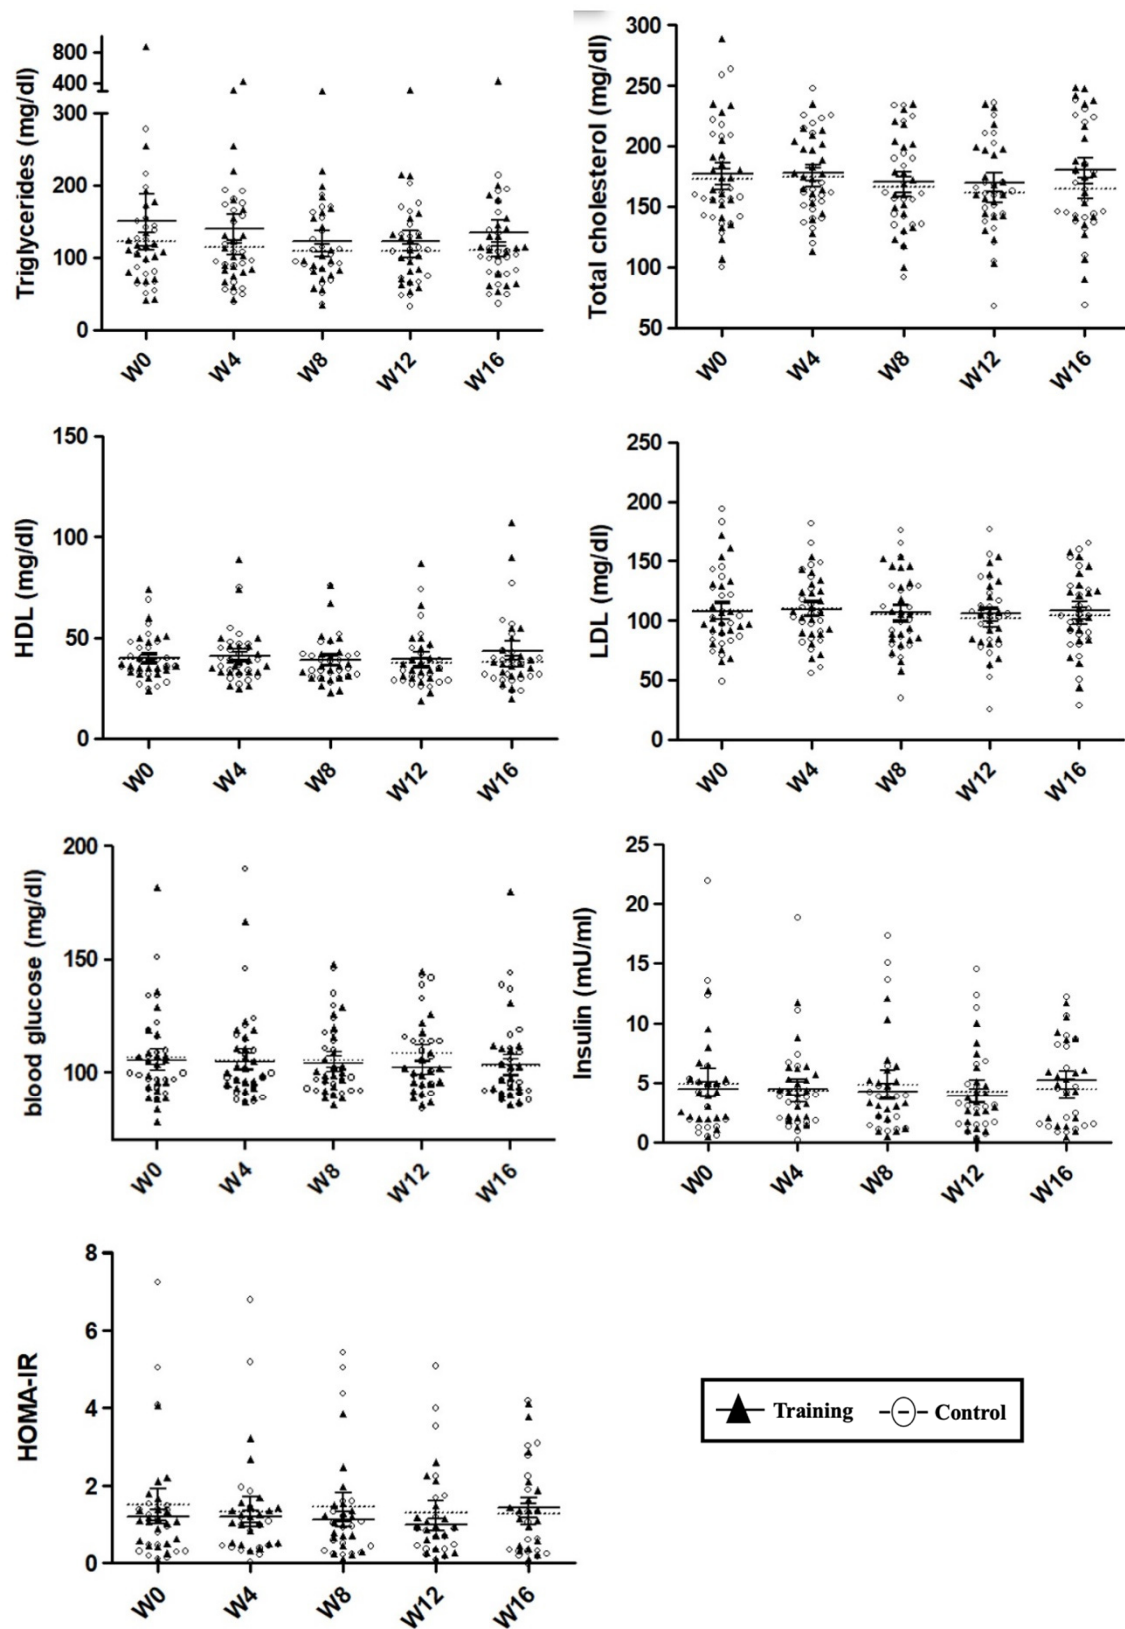 Triglycerides (mg/dl)
800
400
300
200
100
0
W0 W4 W8 W12 W16
Total cholesterol (mg/dl)
300
250
200
150
100
50
W0 W4 W8 W12 W16
HDL (mg/dl)
150
100
50
0
W0 W4 W8 W12 W16
LDL (mg/dl)
250
200
150
100
50
0
W0 W4 W8 W12 W16
blood glucose (mg/dl)
200
150
100
W0 W4 W8 W12 W16
Insulin (mU/ml)
25
20
15
10
5
0
W0 W4 W8 W12 W16
HOMA-IR
8
6
4
2
0
W0 W4 W8 W12 W16
Training Control